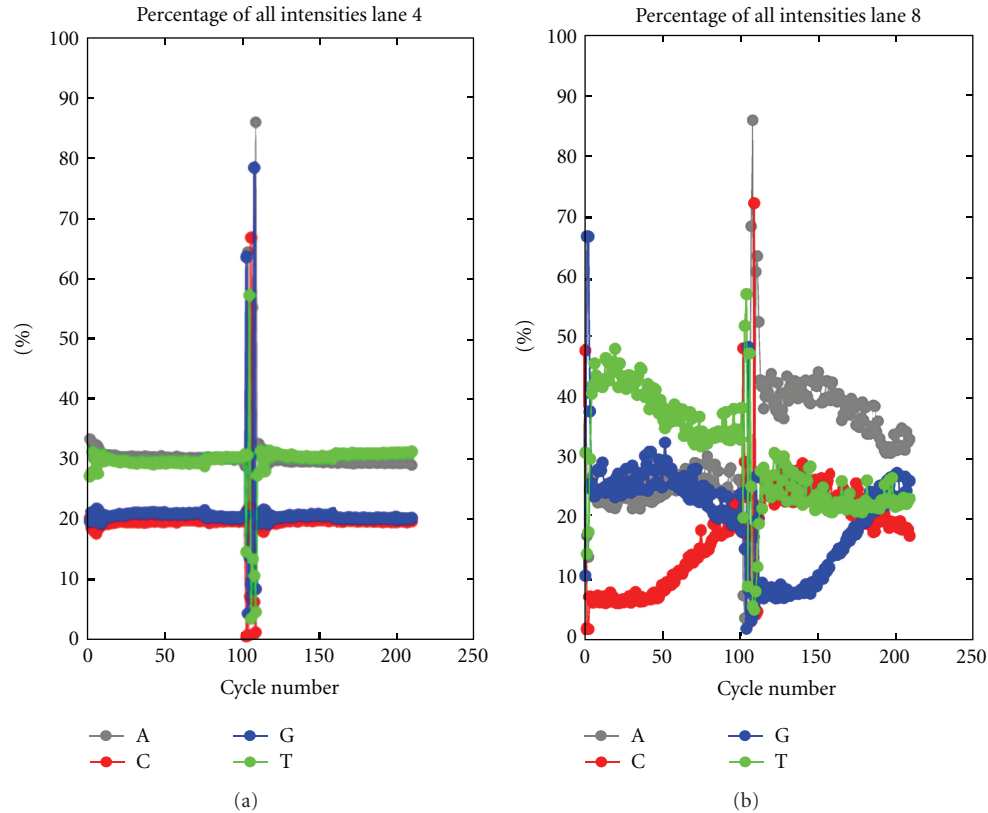 Percentage of all intensities lane 4
100
90
80
70
60
50
40
30
20
10
0
(%)
0 50 100 150 200 250
Cycle number
A G
C T
(a)
Percentage of all intensities lane 8
100
90
80
70
60
50
40
30
20
10
0
(%)
0 50 100 150 200 250
Cycle number
A G
C T
(b)